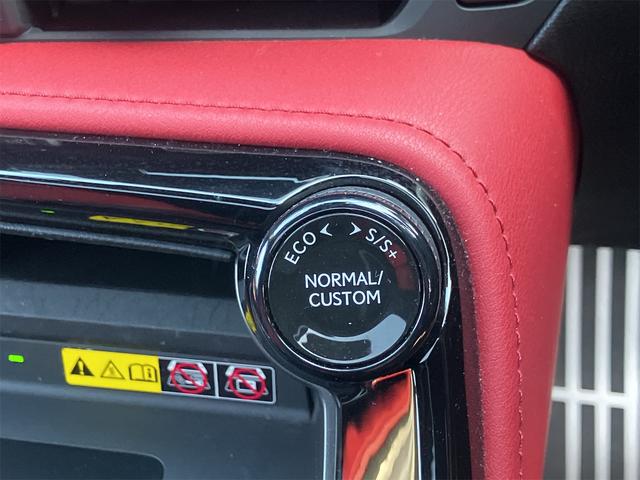 ECO < > S/S+
NORMAL/
CUSTOM